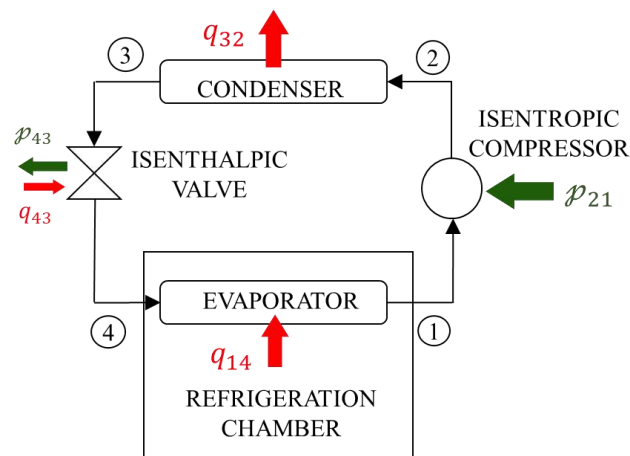 q32
3
2
CONDENSER
ISENTROPIC
COMPRESSOR
𝓅43
ISENTHALPIC
VALVE
q43
𝓅21
EVAPORATOR
4
1
q14
REFRIGERATION
CHAMBER